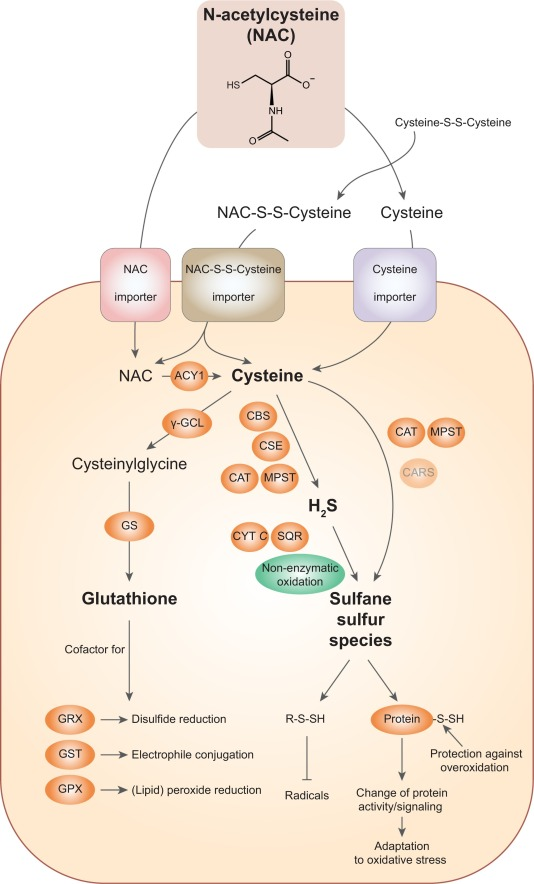 N-acetylcysteine
(NAC)
O
HS
O⁻
NH
O
Cysteine-S-S-Cysteine
NAC-S-S-Cysteine
Cysteine
NAC
importer
NAC-S-S-Cysteine
importer
Cysteine
importer
NAC
ACY1
Cysteine
γ-GCL
CBS
CSE
CAT
MPST
CAT
MPST
CARS
Cysteinylglycine
H₂S
GS
CYT C
SQR
Non-enzymatic
oxidation
Glutathione
Sulfane
sulfur
species
Cofactor for
GRX
Disulfide reduction
GST
Electrophile conjugation
GPX
(Lipid) peroxide reduction
R-S-SH
Radicals
Protein
-S-SH
Protection against
overoxidation
Change of protein
activity/signaling
Adaptation
to oxidative stress